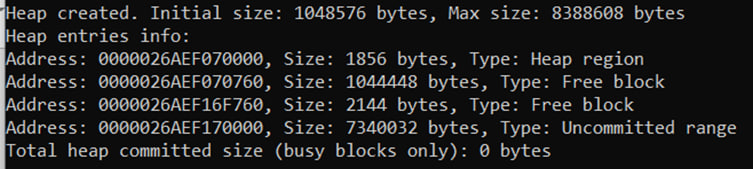 Heap created. Initial size: 1048576 bytes, Max size: 8388608 bytes
Heap entries info:
Address: 0000026AEF070000, Size: 1856 bytes, Type: Heap region
Address: 0000026AEF070760, Size: 1044448 bytes, Type: Free block
Address: 0000026AEF16F760, Size: 2144 bytes, Type: Free block
Address: 0000026AEF170000, Size: 7340032 bytes, Type: Uncommitted range
Total heap committed size (busy blocks only): 0 bytes